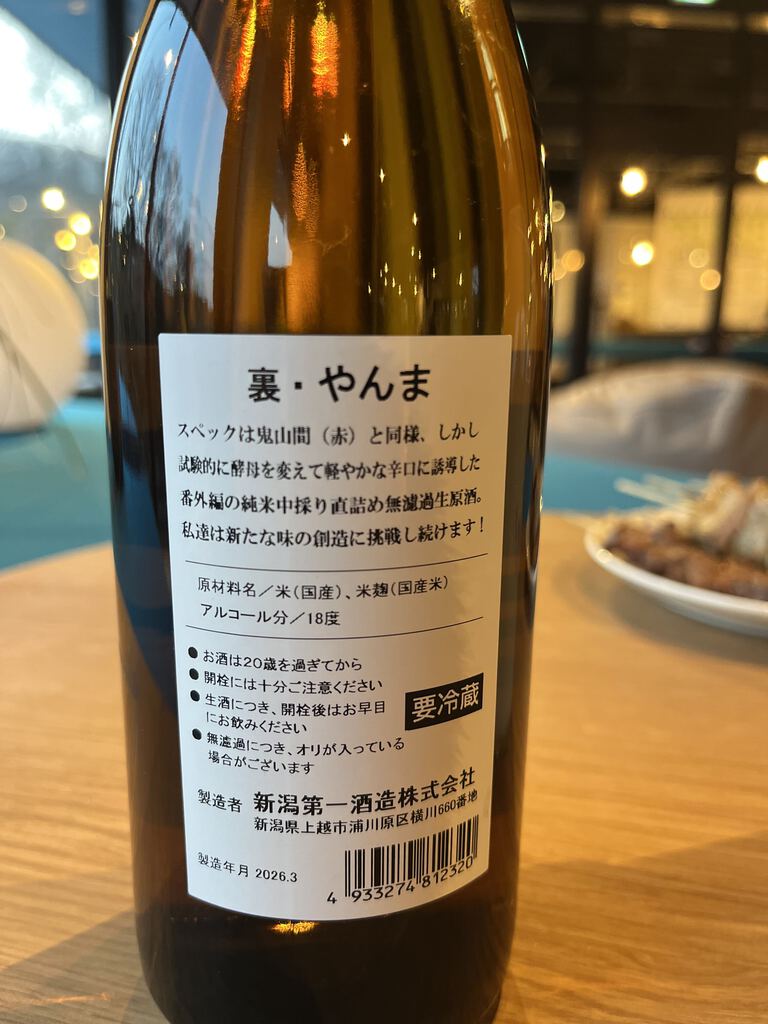 裏・やんま
スペックは鬼山間（赤）と同様、しかし
試験的に酵母を変えて軽やかな辛口に誘導した
番外編の純米中採り直詰め無濾過生原酒。
私達は新たな味の創造に挑戦し続けます！
原材料名／米（国産）、米麹（国産米）
アルコール分／18度
●お酒は20歳を過ぎてから
●開栓には十分ご注意ください
●生酒につき、開栓後はお早目
にお飲みください
●無濾過につき、オリが入っている
場合がございます
要冷蔵
製造者 新潟第一酒造株式会社
新潟県上越市浦川原区横川660番地
製造年月 2026.3
4 933274 812320